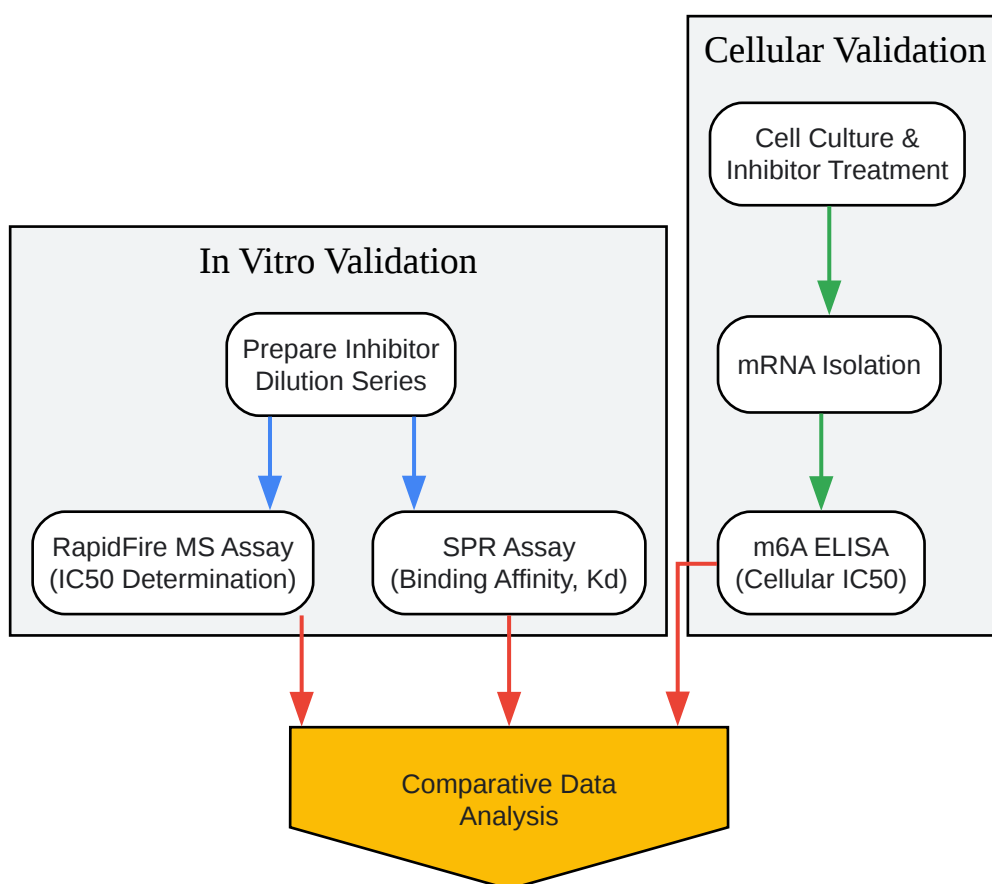 Cellular Validation
Cell Culture &
Inhibitor Treatment
mRNA Isolation
m6A ELISA
(Cellular IC50)
In Vitro Validation
Prepare Inhibitor
Dilution Series
RapidFire MS Assay
(IC50 Determination)
SPR Assay
(Binding Affinity, Kd)
Comparative Data
Analysis